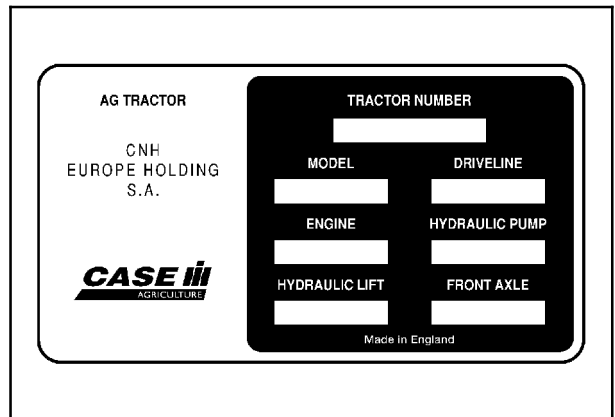 AG TRACTOR
CNH
EUROPE HOLDING
S.A.
CASE IH
AGRICULTURE
TRACTOR NUMBER
MODEL DRIVELINE
ENGINE HYDRAULIC PUMP
HYDRAULIC LIFT FRONT AXLE
Made in England